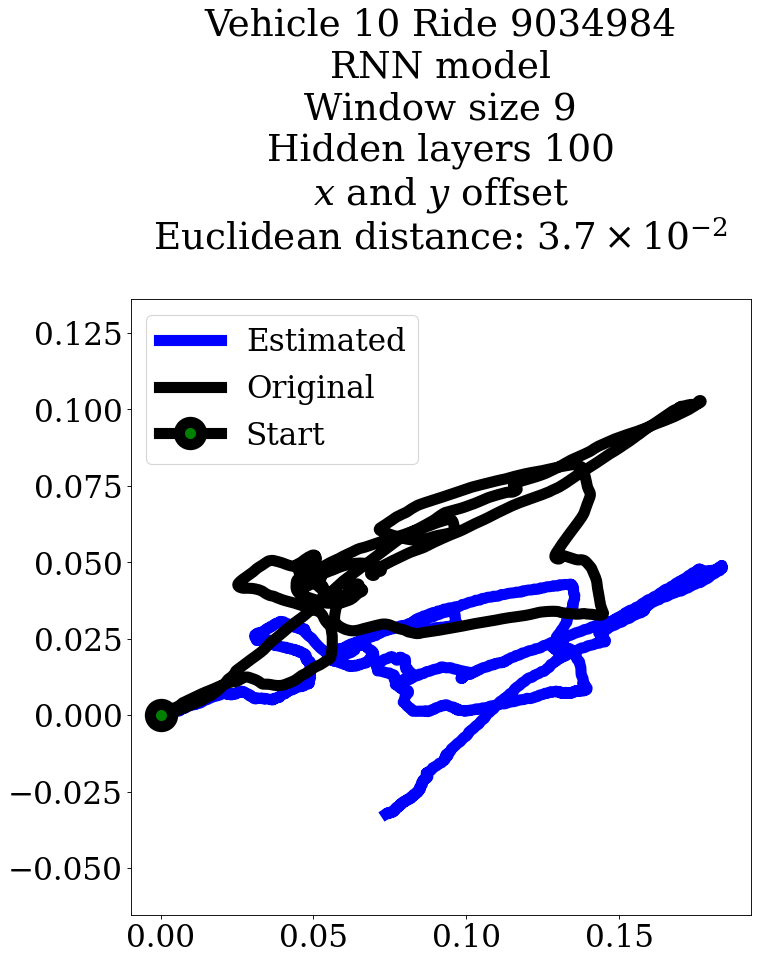 Vehicle 10 Ride 9034984
RNN model
Window size 9
Hidden layers 100
x and y offset
Euclidean distance: 3.7 × 10⁻²
Estimated
Original
Start
0.125
0.100
0.075
0.050
0.025
0.000
−0.025
−0.050
0.00 0.05 0.10 0.15